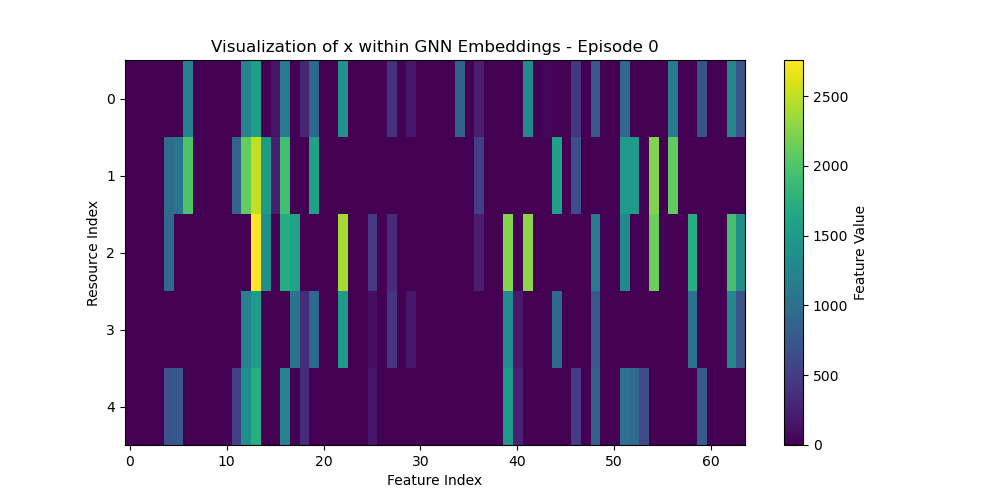 Visualization of x within GNN Embeddings - Episode 0
0
1
2
3
4
Resource Index
0 10 20 30 40 50 60
Feature Index
2500
2000
1500
1000
500
0
Feature Value